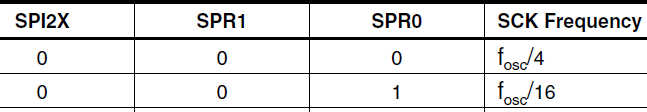 SPI2X SPR1 SPR0 SCK Frequency
0 0 0 fosc/4
0 0 1 fosc/16